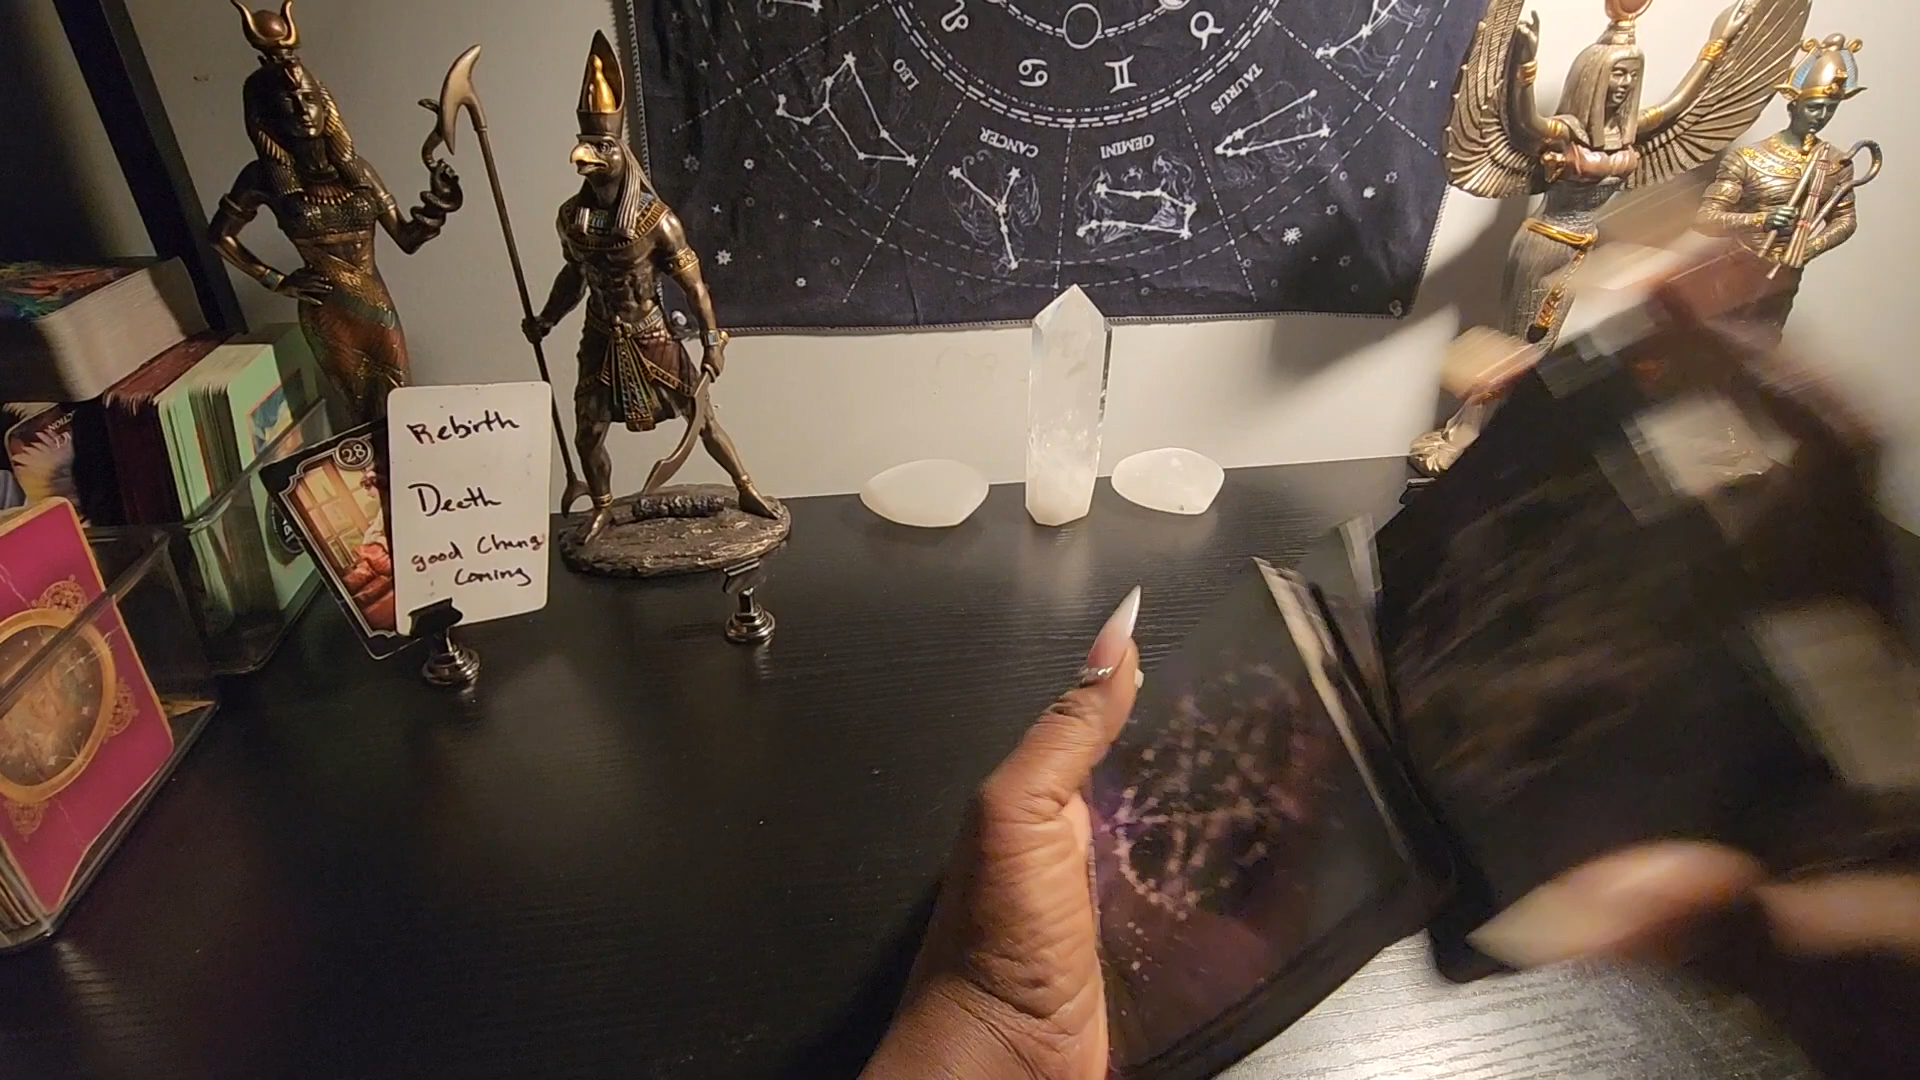 LEO
CANCER
GEMINI
TAURUS
28
Rebirth
Death
good Chang
Coming